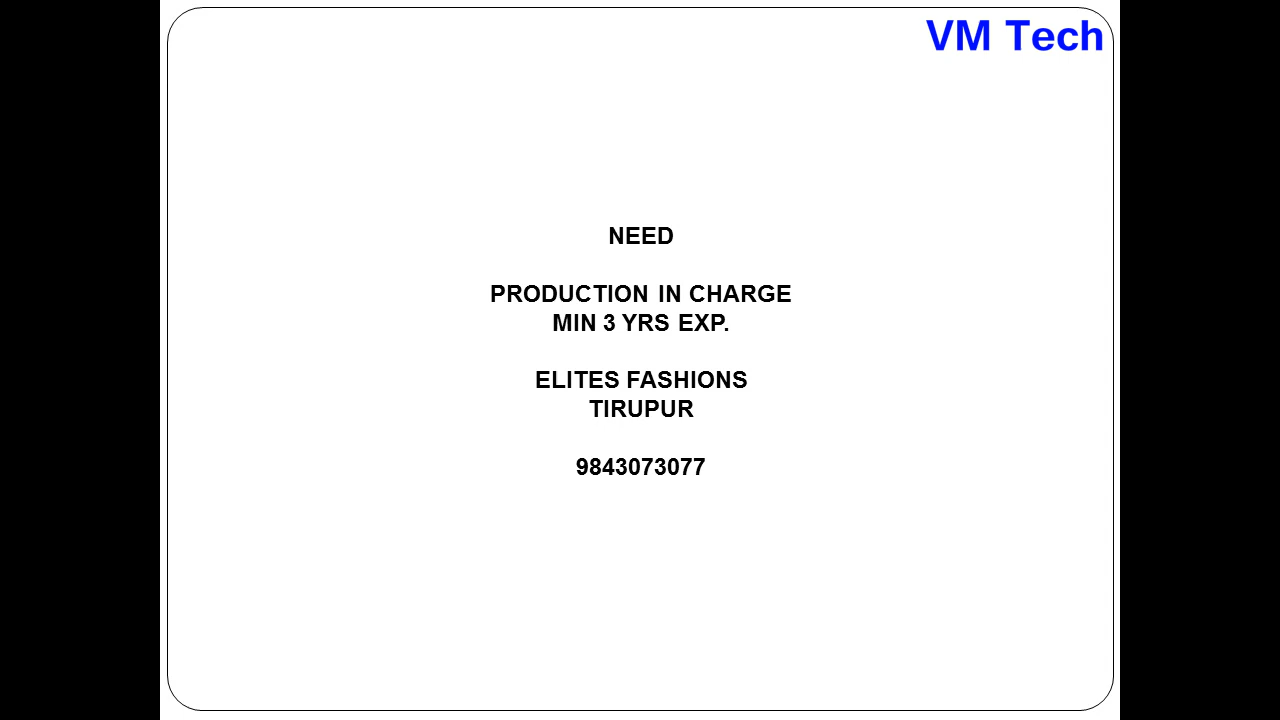 VM Tech
NEED
PRODUCTION IN CHARGE
MIN 3 YRS EXP.
ELITES FASHIONS
TIRUPUR
9843073077